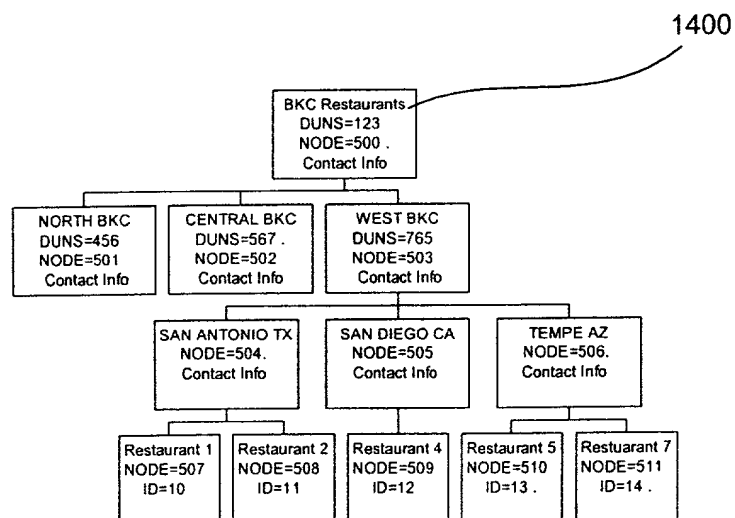 1400
BKC Restaurants
DUNS=123
NODE=500 .
Contact Info
NORTH BKC
DUNS=456
NODE=501
Contact Info
CENTRAL BKC
DUNS=567 .
NODE=502
Contact Info
WEST BKC
DUNS=765
NODE=503
Contact Info
SAN ANTONIO TX
NODE=504.
Contact Info
SAN DIEGO CA
NODE=505
Contact Info
TEMPE AZ
NODE=506.
Contact Info
Restaurant 1
NODE=507
ID=10
Restaurant 2
NODE=508
ID=11
Restaurant 4
NODE=509
ID=12
Restaurant 5
NODE=510
ID=13 .
Restuarant 7
NODE=511
ID=14 .